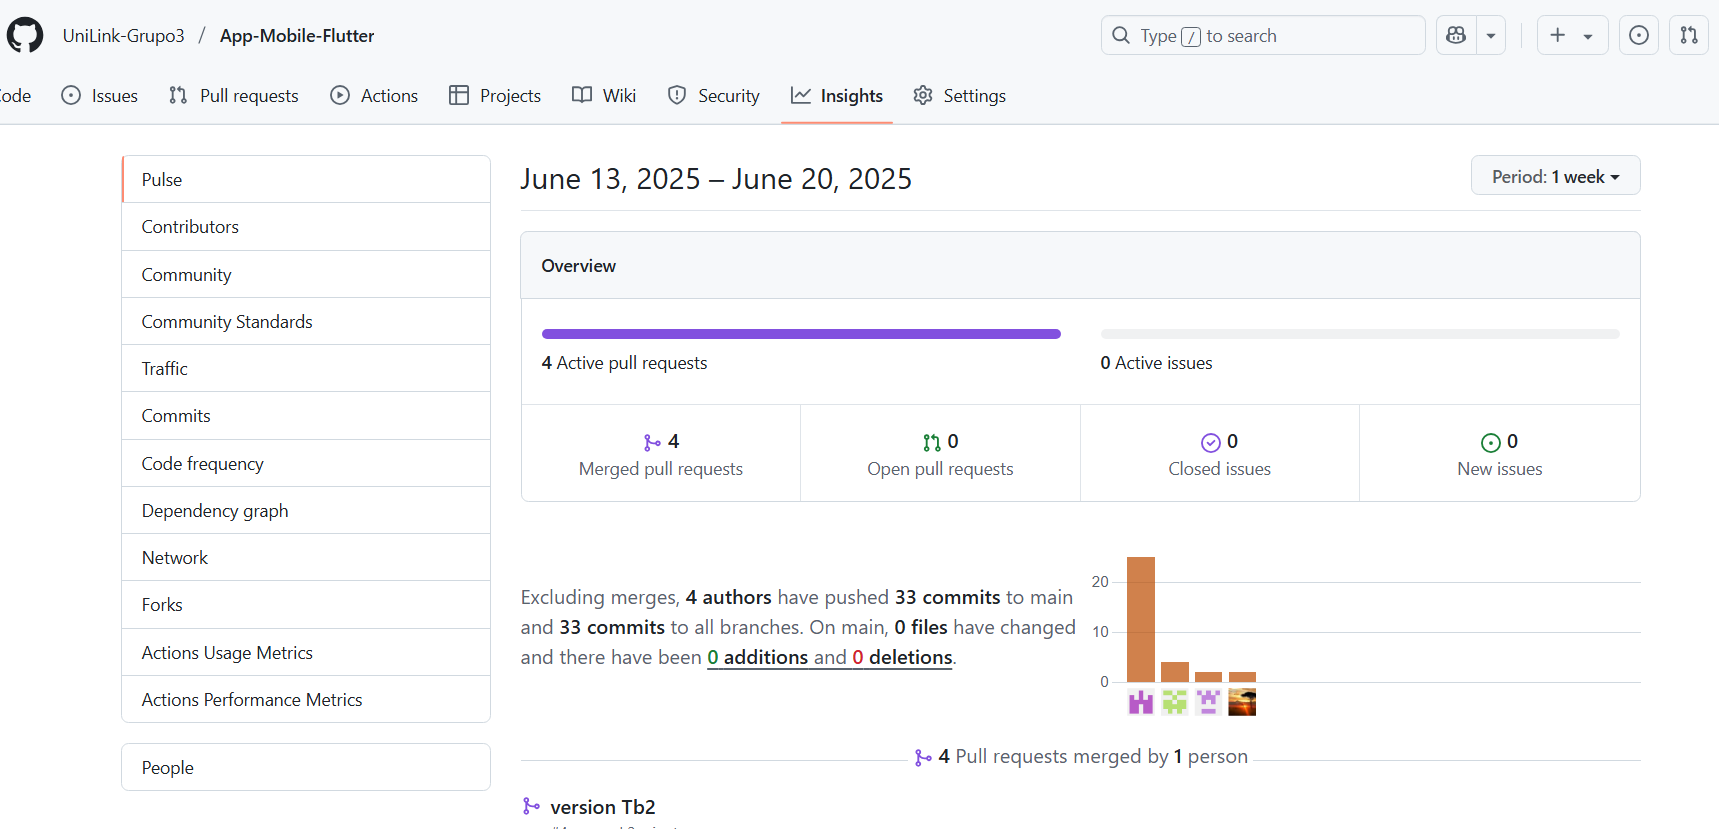 UniLink-Grupo3 / App-Mobile-Flutter
Type / to search
ode Issues Pull requests Actions Projects Wiki Security Insights Settings
Pulse
Contributors
Community
Community Standards
Traffic
Commits
Code frequency
Dependency graph
Network
Forks
Actions Usage Metrics
Actions Performance Metrics
People
June 13, 2025 – June 20, 2025
Period: 1 week
Overview
4 Active pull requests
0 Active issues
4
Merged pull requests
0
Open pull requests
0
Closed issues
0
New issues
Excluding merges, 4 authors have pushed 33 commits to main
and 33 commits to all branches. On main, 0 files have changed
and there have been 0 additions and 0 deletions.
20
10
0
4 Pull requests merged by 1 person
version Tb2